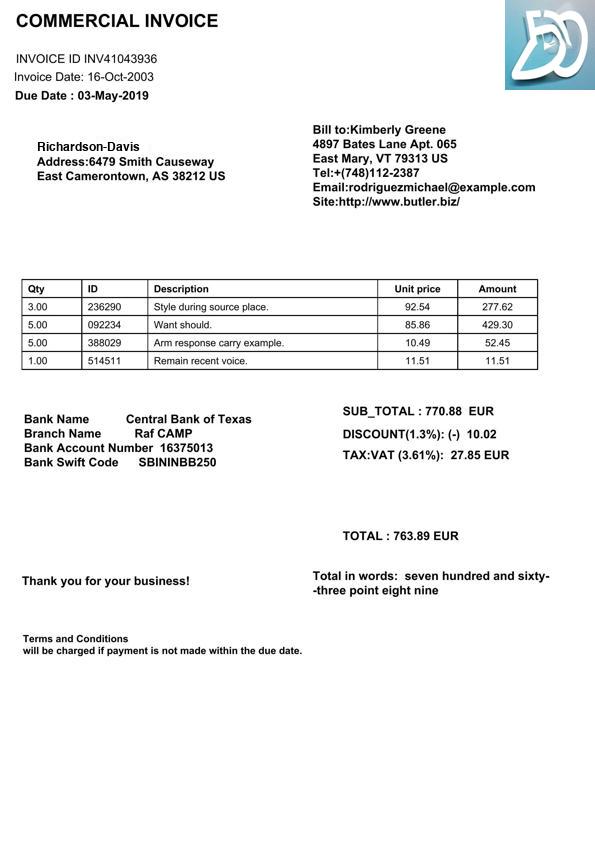 COMMERCIAL INVOICE
INVOICE ID INV41043936
Invoice Date: 16-Oct-2003
Due Date : 03-May-2019
Richardson-Davis
Address:6479 Smith Causeway
East Camerontown, AS 38212 US
Bill to:Kimberly Greene
4897 Bates Lane Apt. 065
East Mary, VT 79313 US
Tel:+(748)112-2387
Email:rodriguezmichael@example.com
Site:http://www.butler.biz/
Qty ID Description Unit price Amount
3.00 236290 Style during source place. 92.54 277.62
5.00 092234 Want should. 85.86 429.30
5.00 388029 Arm response carry example. 10.49 52.45
1.00 514511 Remain recent voice. 11.51 11.51
Bank Name Central Bank of Texas
Branch Name Raf CAMP
Bank Account Number 16375013
Bank Swift Code SBININBB250
SUB_TOTAL : 770.88 EUR
DISCOUNT(1.3%): (-) 10.02
TAX:VAT (3.61%): 27.85 EUR
TOTAL : 763.89 EUR
Thank you for your business!
Total in words: seven hundred and sixty-
-three point eight nine
Terms and Conditions
will be charged if payment is not made within the due date.